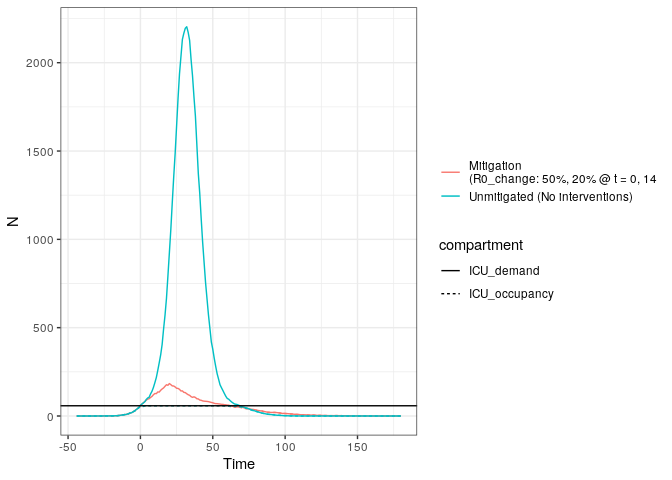 2000
1500
1000
500
0
N
-50 0 50 100 150
Time
Mitigation
(R0_change: 50%, 20% @ t = 0, 14
Unmitigated (No interventions)
compartment
ICU_demand
ICU_occupancy